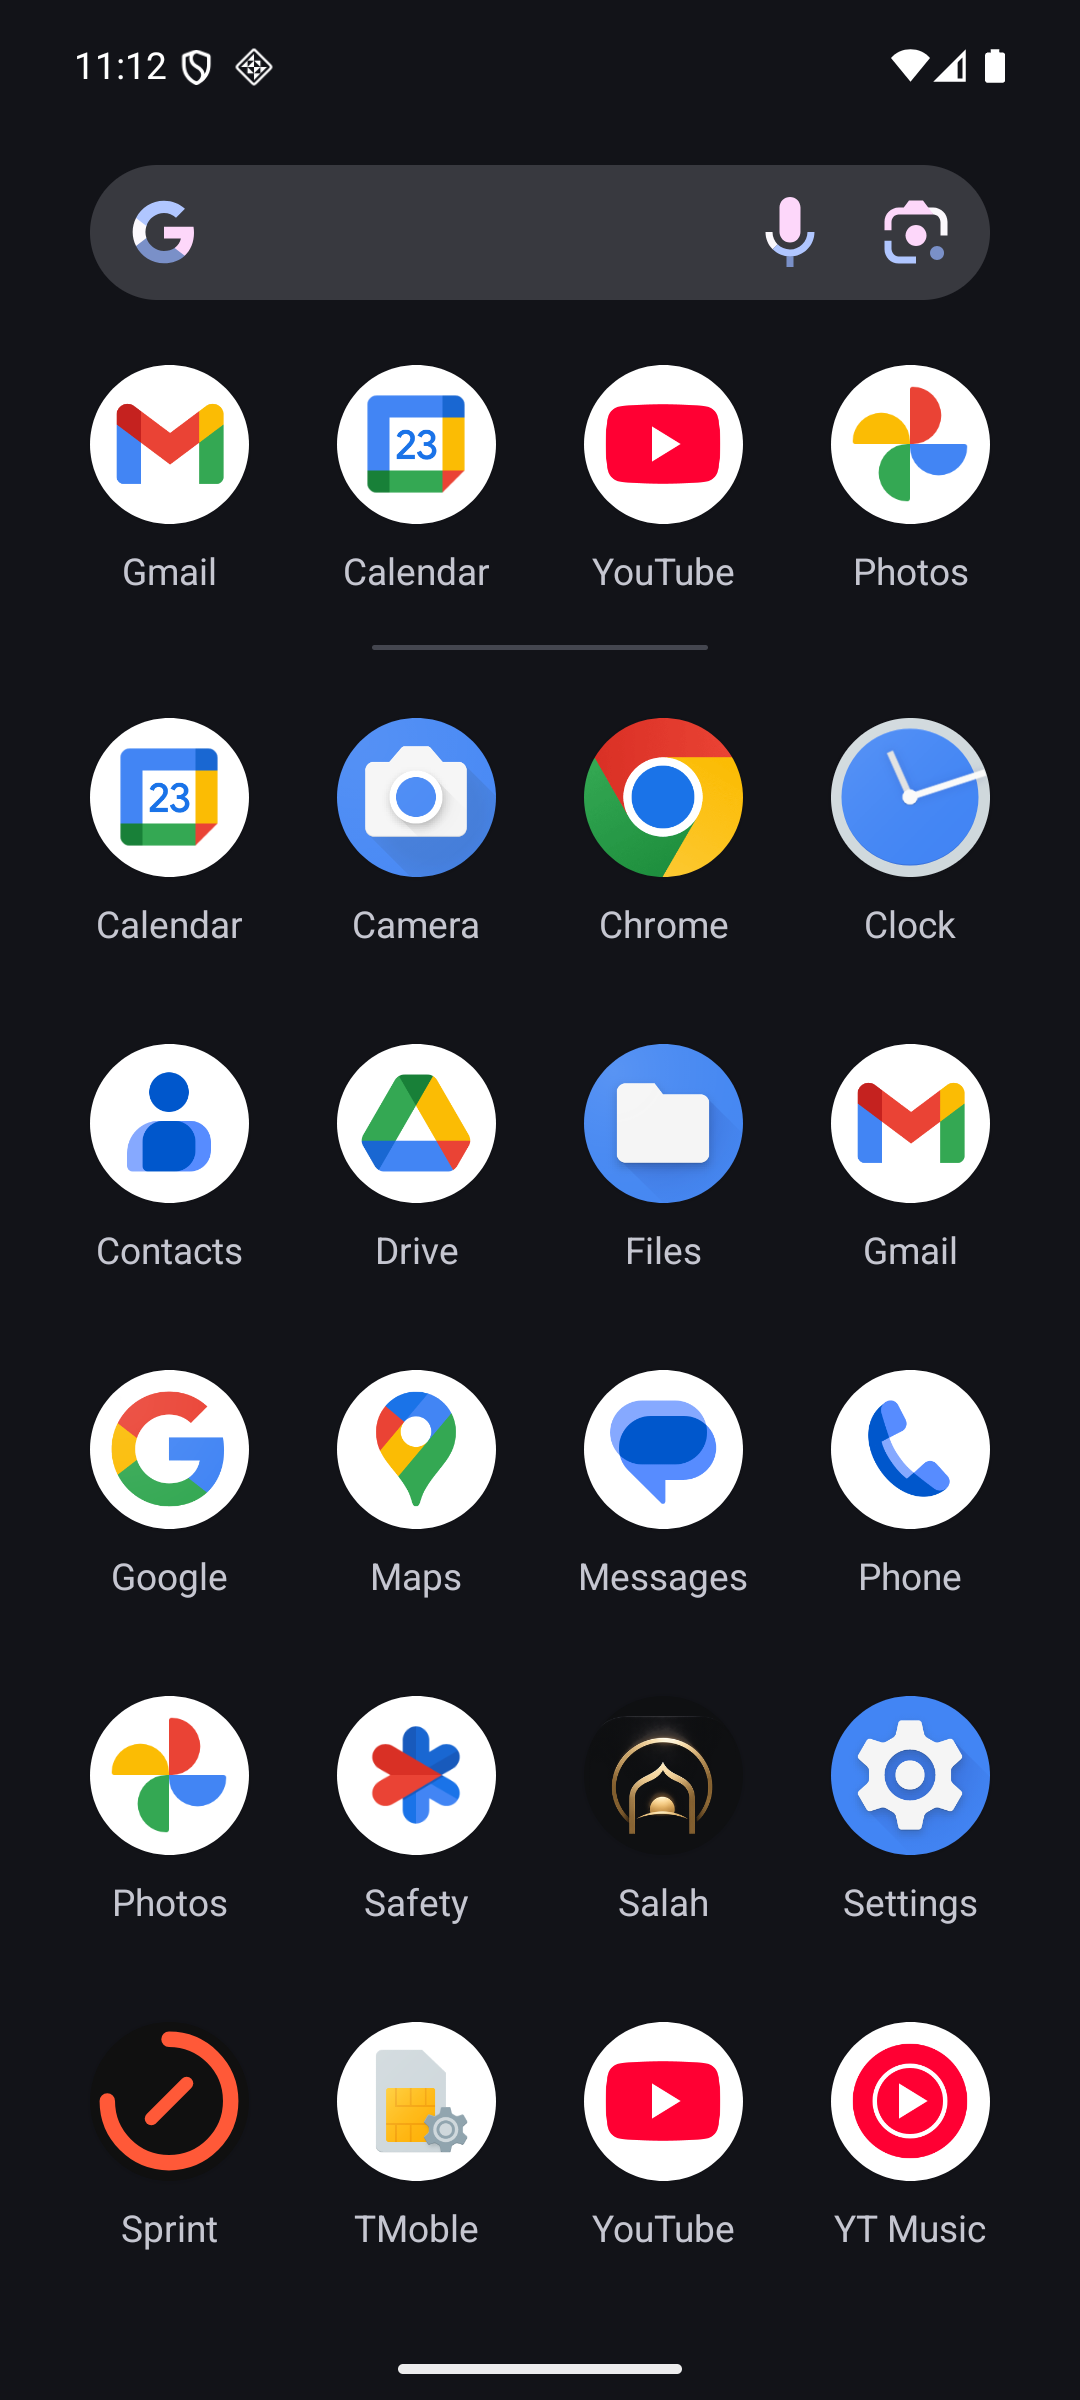 11:12
Gmail Calendar YouTube Photos
23
Calendar Camera Chrome Clock
23
Contacts Drive Files Gmail
Google Maps Messages Phone
Photos Safety Salah Settings
Sprint TMoble YouTube YT Music